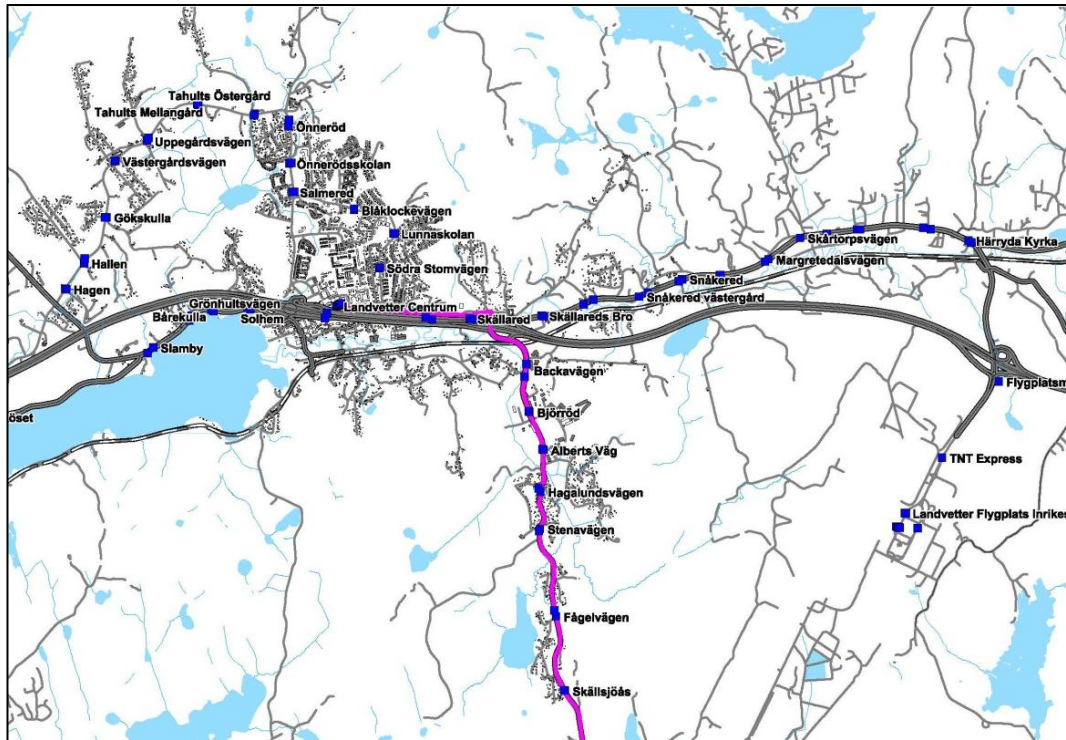 Tahults Östergård
Tahults Mellangård
Önneröd
Uppegårdsvägen
Västergårdsvägen
Önnerödsskolan
Salmered
Blåklockevägen
Gökskulla
Lunnaskolan
Skårtorpsvägen
Härryda Kyrka
Margretedalsvägen
Hallen
Södra Stomvägen
Snåkered
Hagen
Snåkered västergård
Grönhultsvägen
Landvetter Centrum
Bårekulla
Solhem
Skällared
Skällareds Bro
Slamby
Backavägen
Flygplatsm
Björröd
öset
Alberts Väg
TNT Express
Hagalundsvägen
Landvetter Flygplats Inrikes
Stenavägen
Fågelvägen
Skällsjöås